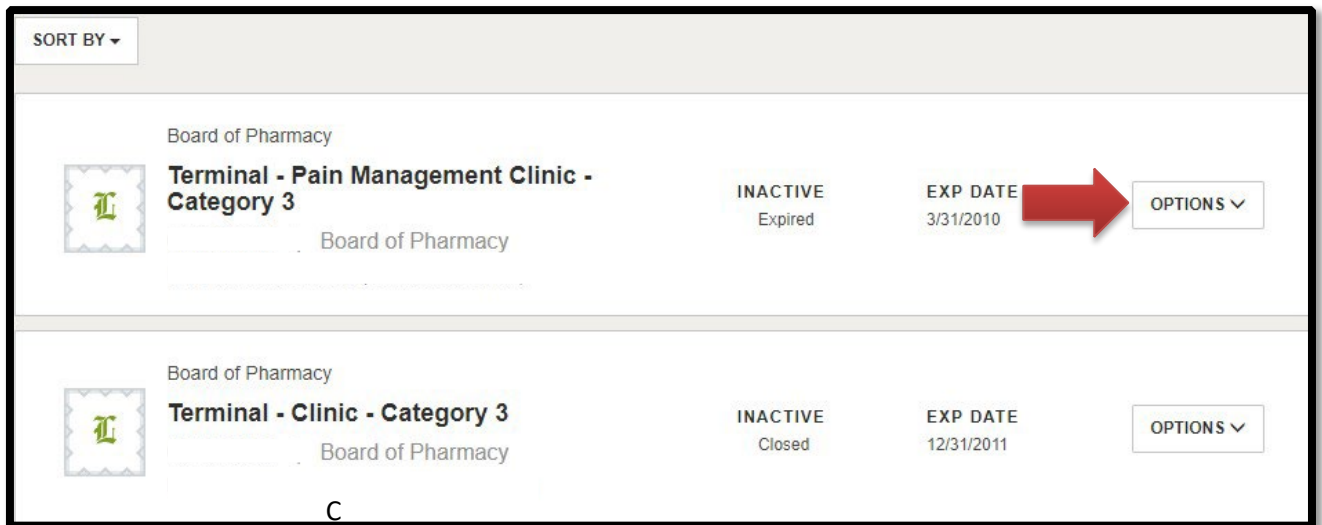 SORT BY
Board of Pharmacy
Terminal - Pain Management Clinic -
Category 3
Board of Pharmacy
INACTIVE
Expired
EXP DATE
3/31/2010
OPTIONS
L
Board of Pharmacy
Terminal - Clinic - Category 3
Board of Pharmacy
INACTIVE
Closed
EXP DATE
12/31/2011
OPTIONS
L
C